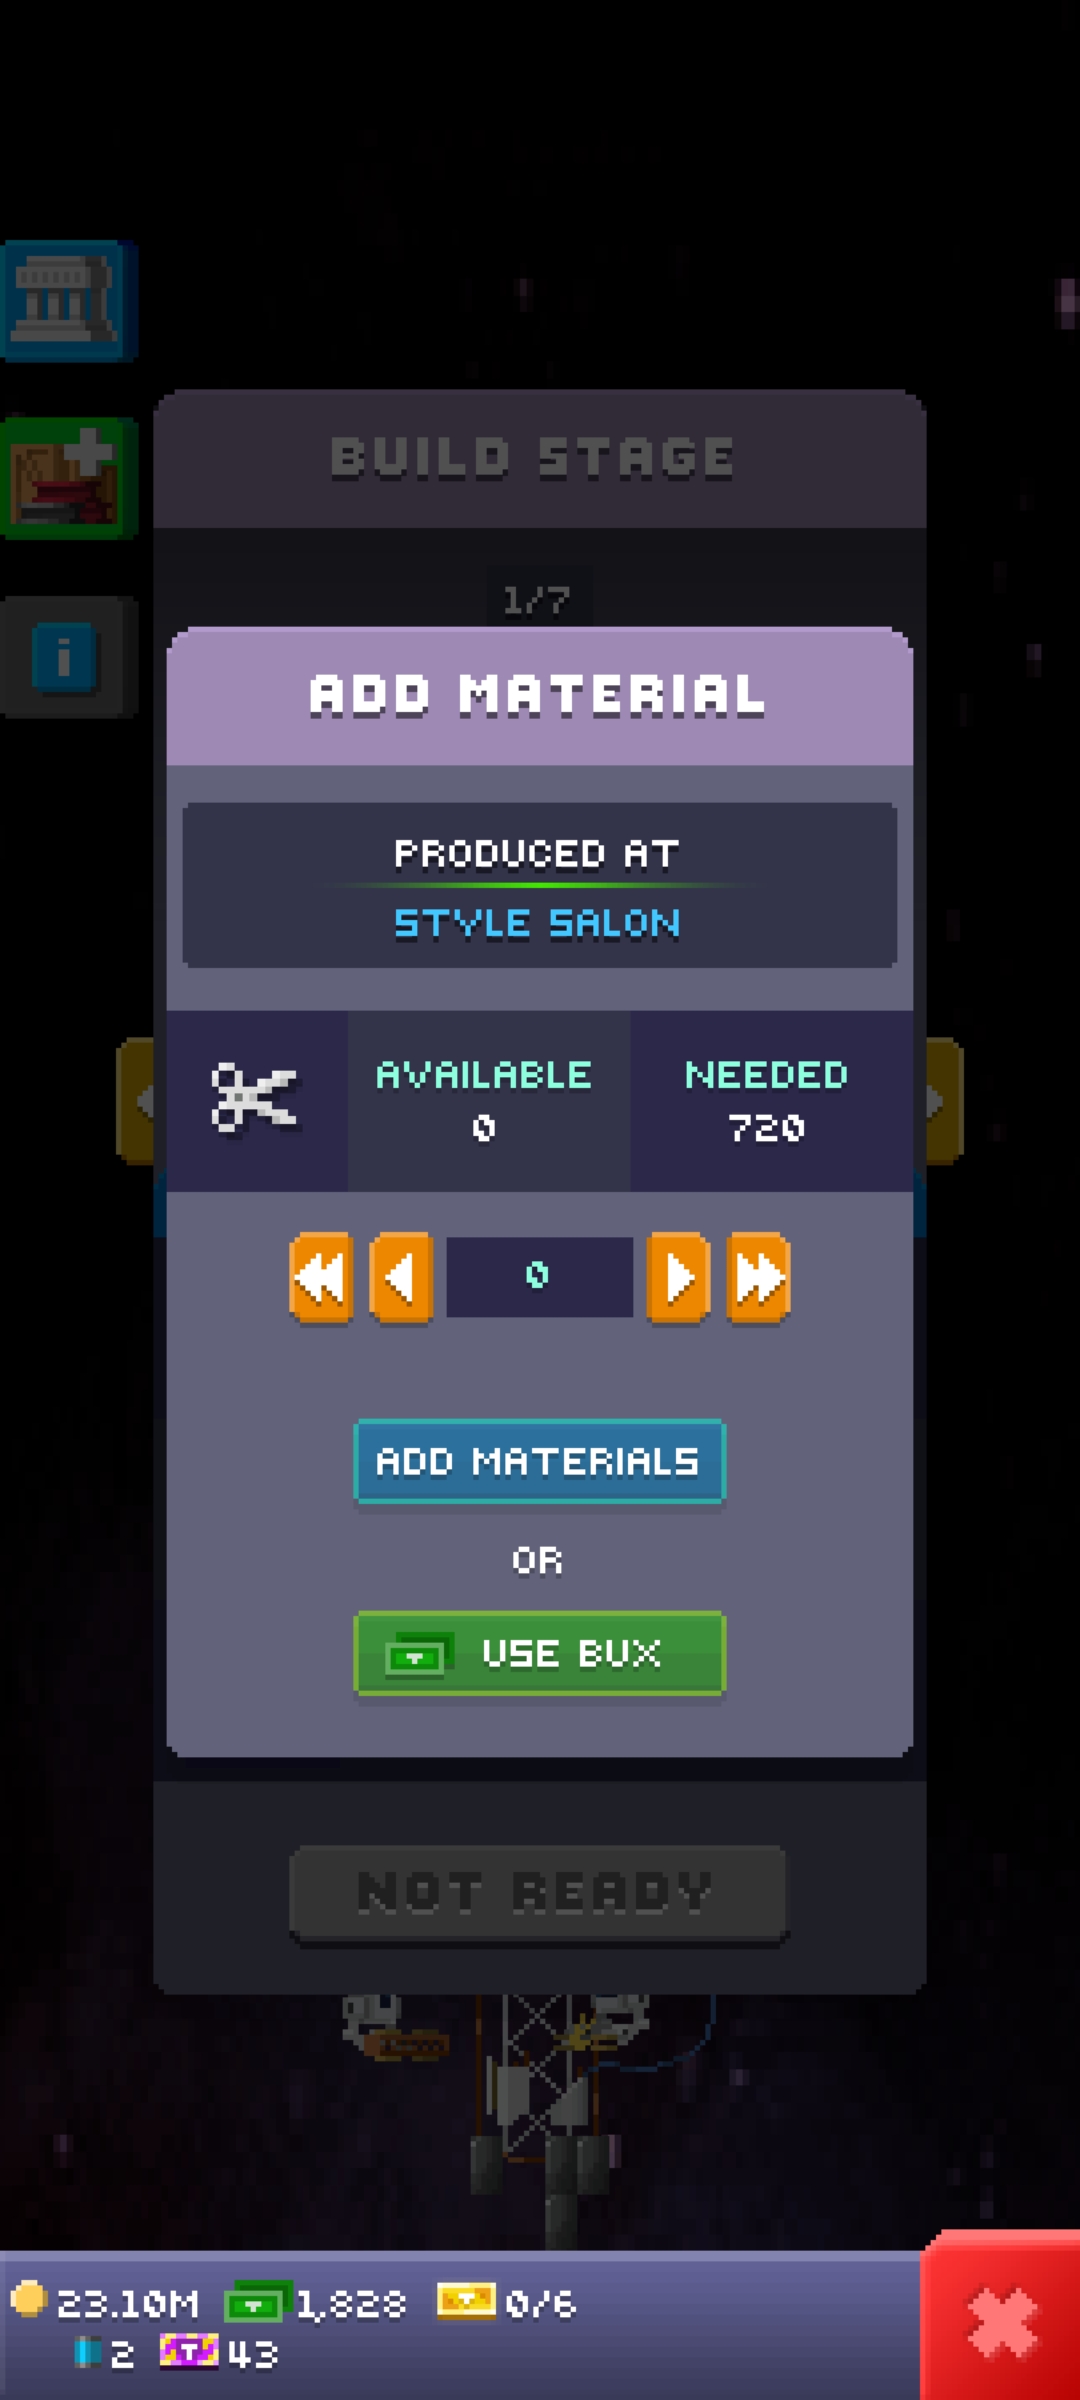 BUILD STAGE
1/7
ADD MATERIAL
PRODUCED AT
STYLE SALON
AVAILABLE
0
NEEDED
720
0
ADD MATERIALS
OR
USE BUX
NOT READY
23.10M 1,828 0/6
2 43